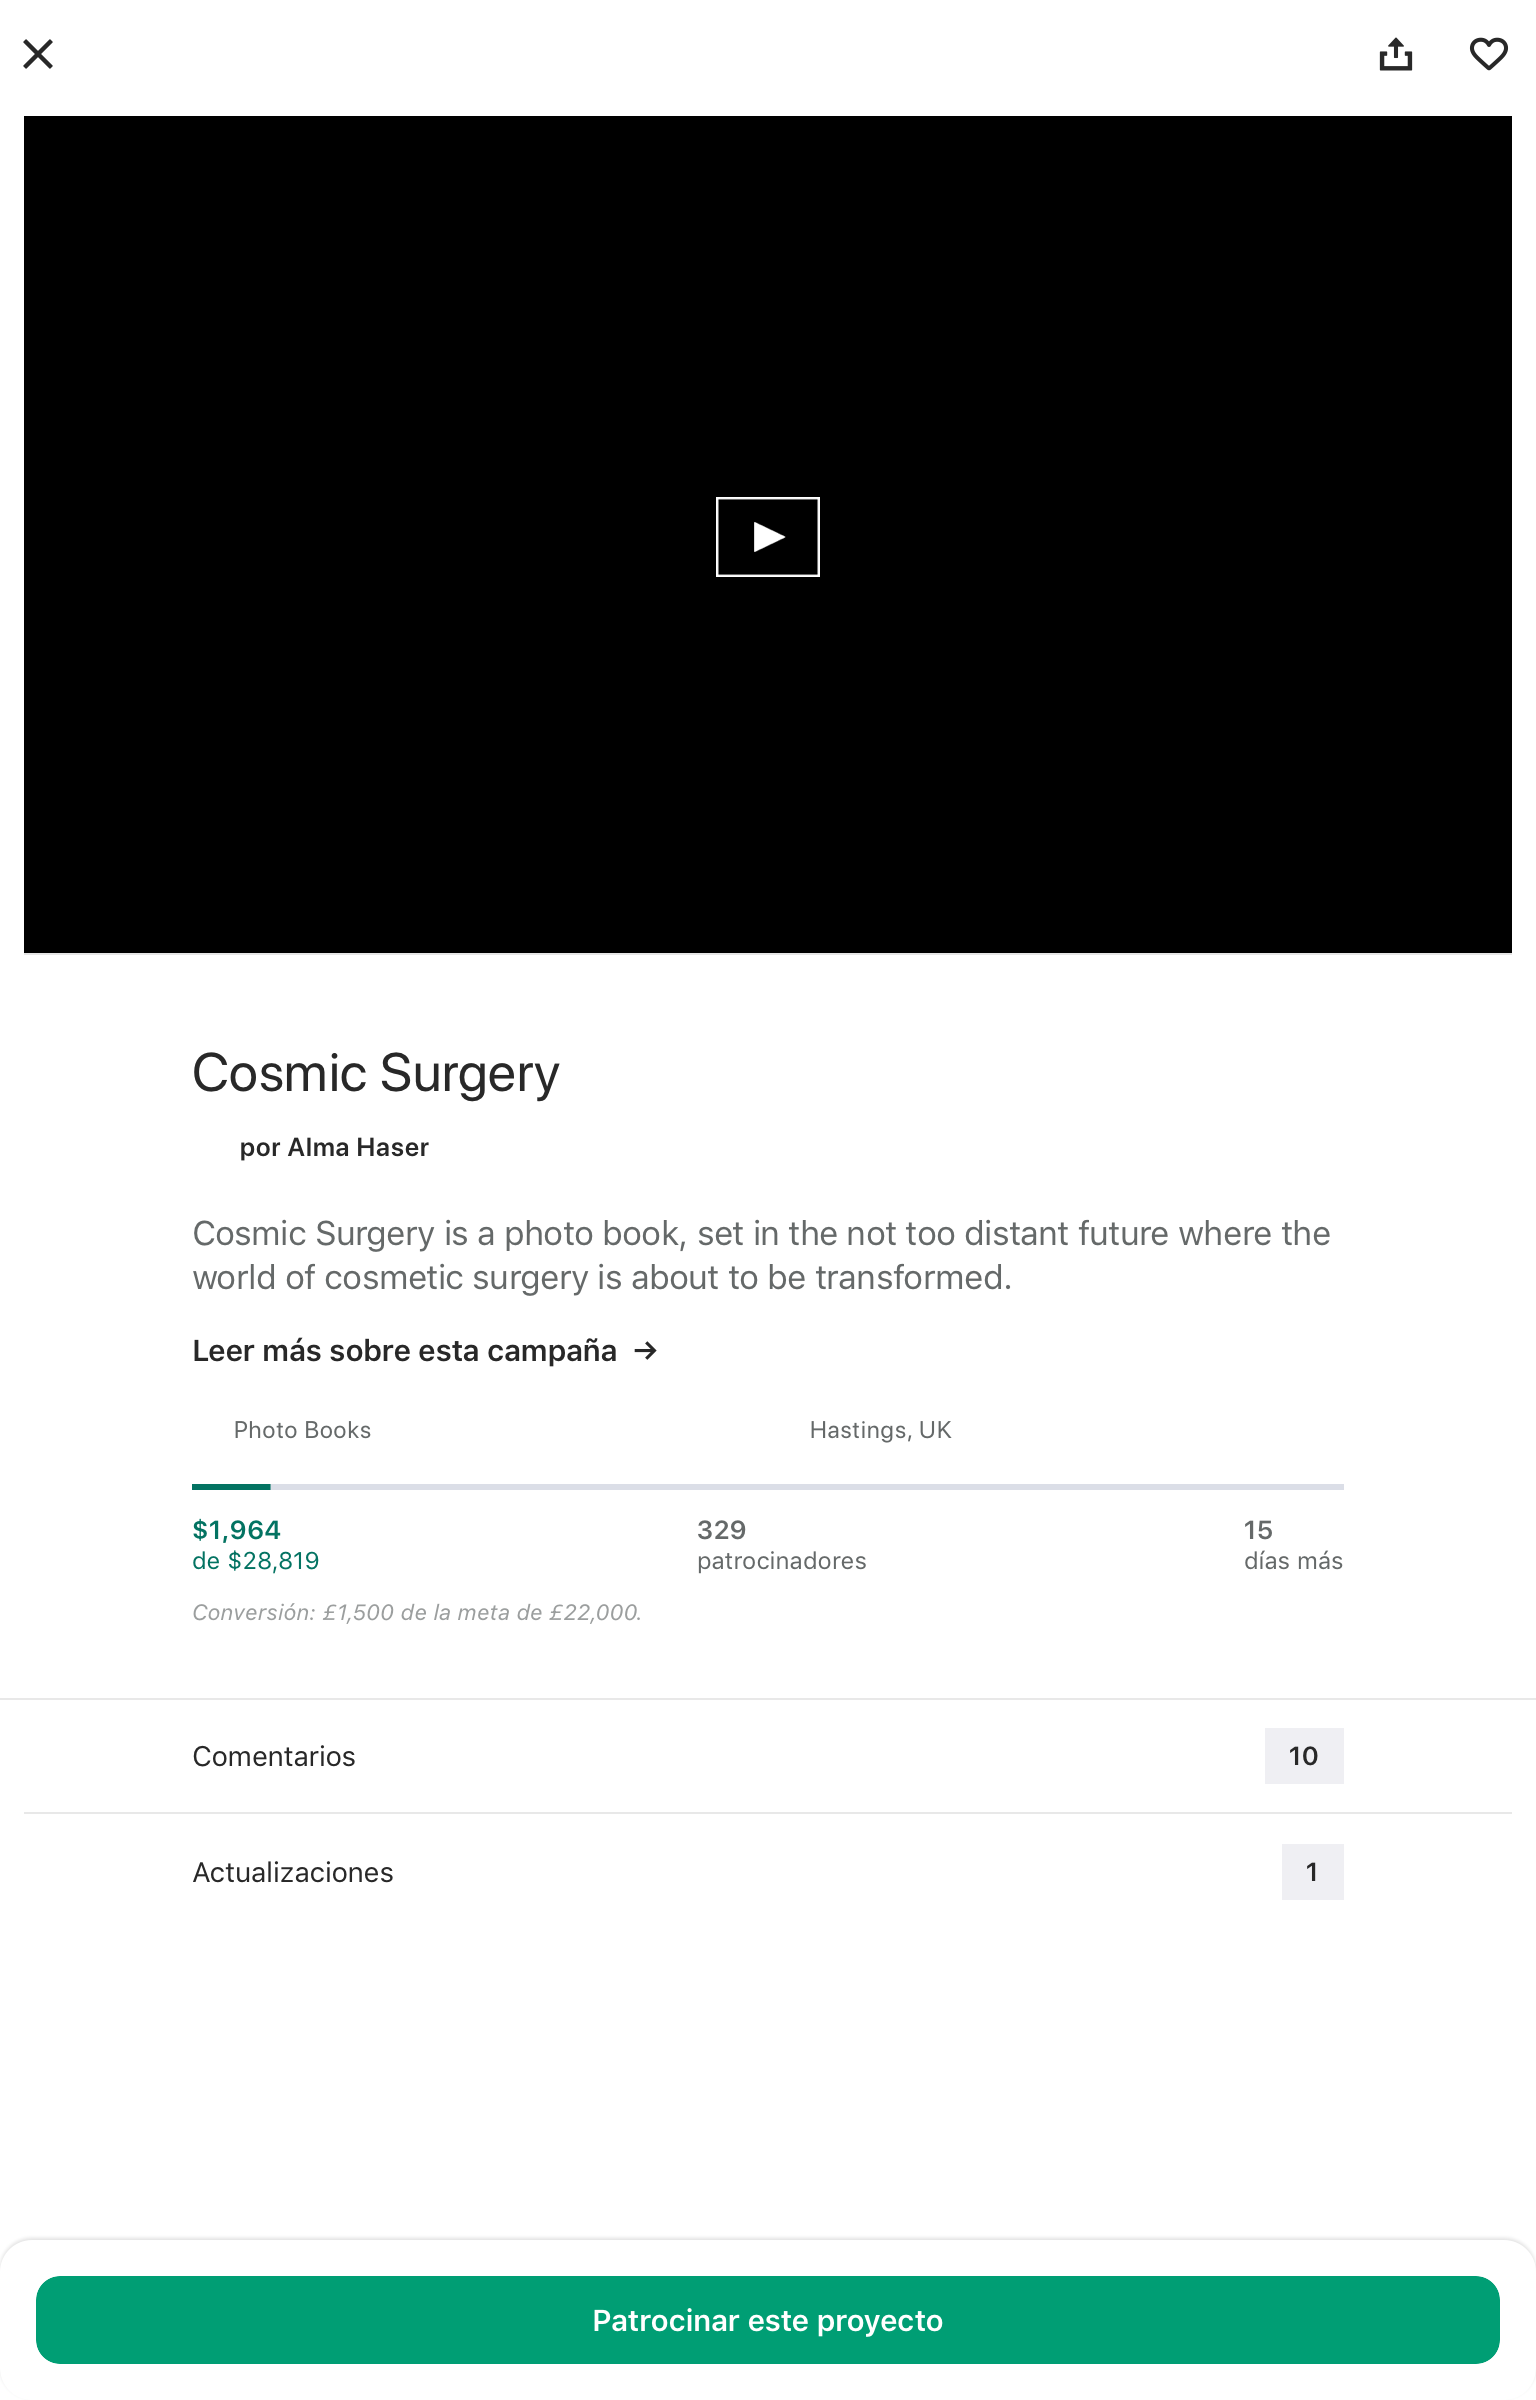 Cosmic Surgery
por Alma Haser
Cosmic Surgery is a photo book, set in the not too distant future where the
world of cosmetic surgery is about to be transformed.
Leer más sobre esta campaña →
Photo Books
Hastings, UK
$1,964
de $28,819
329
patrocinadores
15
días más
Conversión: £1,500 de la meta de £22,000.
Comentarios
10
Actualizaciones
1
Patrocinar este proyecto